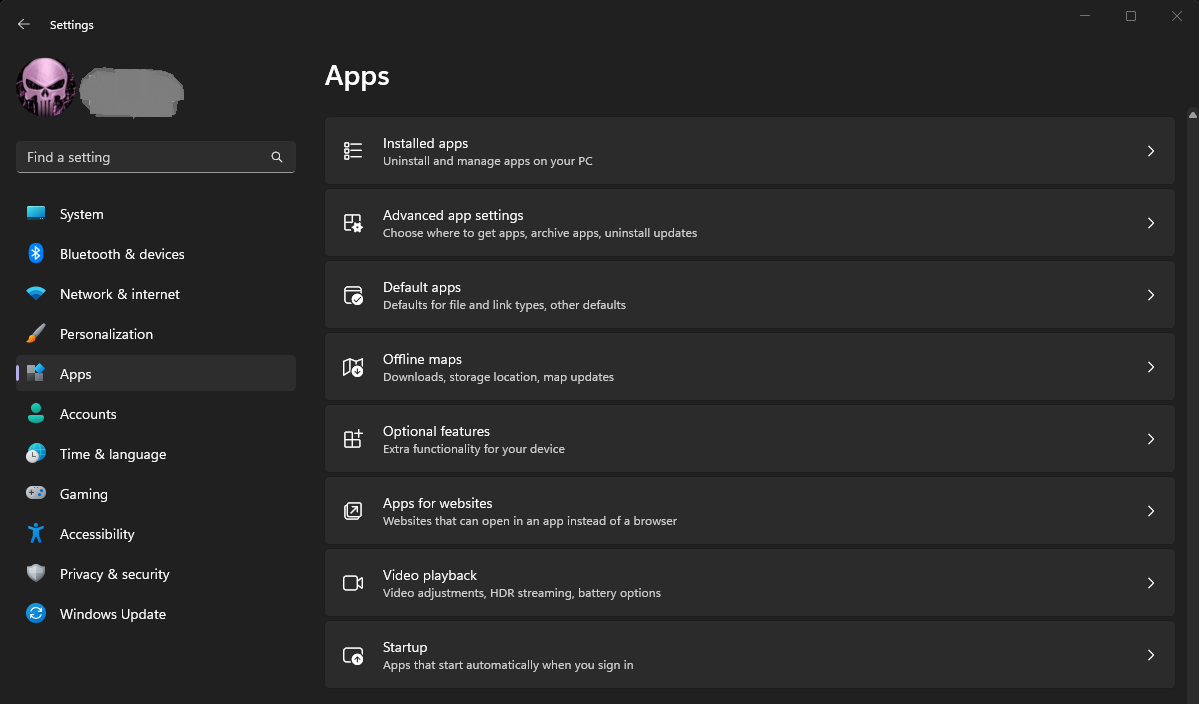 Settings
Find a setting
System
Bluetooth & devices
Network & internet
Personalization
Apps
Accounts
Time & language
Gaming
Accessibility
Privacy & security
Windows Update
Apps
Installed apps
Uninstall and manage apps on your PC
Advanced app settings
Choose where to get apps, archive apps, uninstall updates
Default apps
Defaults for file and link types, other defaults
Offline maps
Downloads, storage location, map updates
Optional features
Extra functionality for your device
Apps for websites
Websites that can open in an app instead of a browser
Video playback
Video adjustments, HDR streaming, battery options
Startup
Apps that start automatically when you sign in